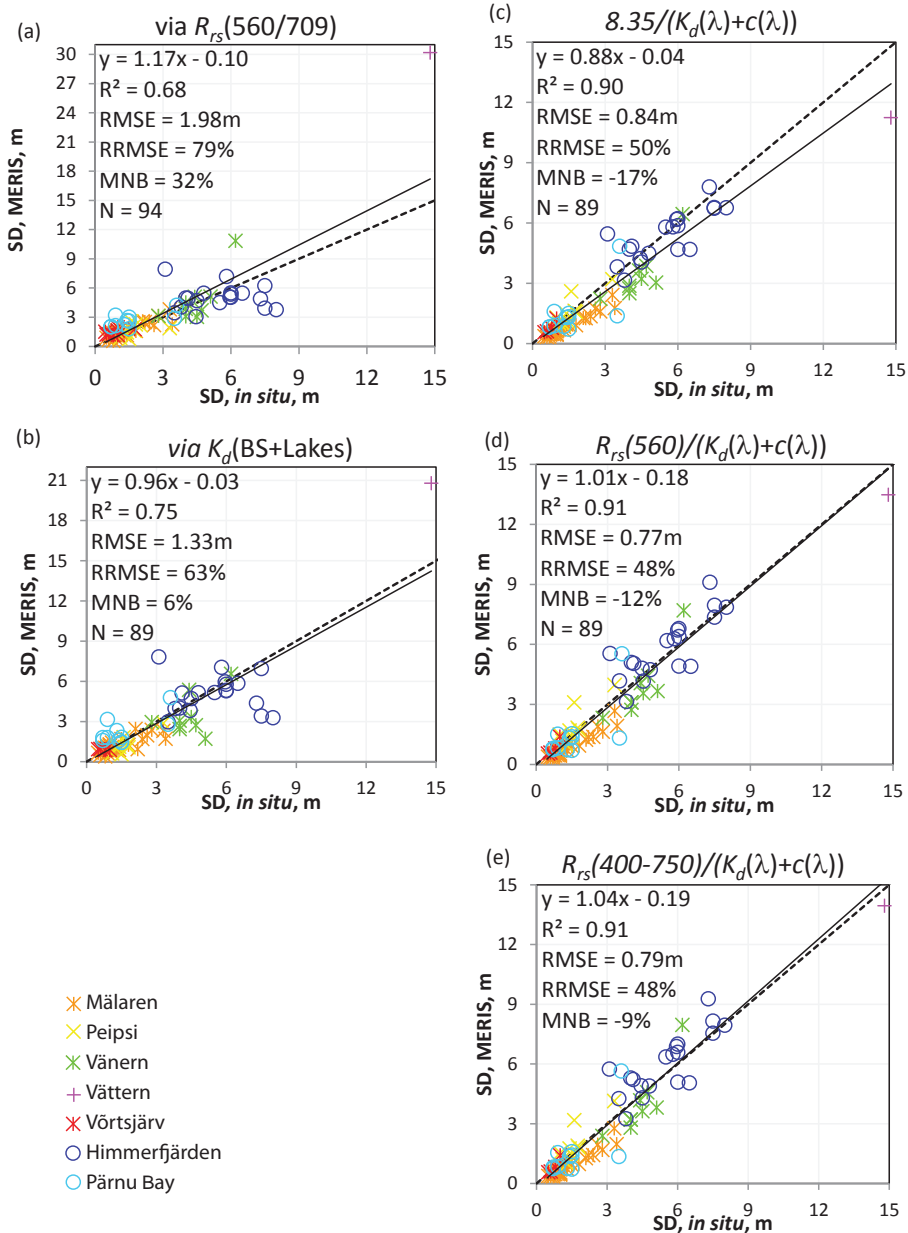 (a)
via Rrs(560/709)
y = 1.17x - 0.10
R² = 0.68
RMSE = 1.98m
RRMSE = 79%
MNB = 32%
N = 94
30
27
24
21
18
15
12
9
6
3
0
SD, MERIS, m
0 3 6 9 12 15
SD, in situ, m
(b)
via Kd(BS+Lakes)
y = 0.96x - 0.03
R² = 0.75
RMSE = 1.33m
RRMSE = 63%
MNB = 6%
N = 89
21
18
15
12
9
6
3
0
SD, MERIS, m
0 3 6 9 12 15
SD, in situ, m
Mälaren
Peipsi
Vänern
Vättern
Võrtsjärv
Himmerfjärden
Pärnu Bay
(c)
8.35/(Kd(λ)+c(λ))
y = 0.88x - 0.04
R² = 0.90
RMSE = 0.84m
RRMSE = 50%
MNB = -17%
N = 89
15
12
9
6
3
0
SD, MERIS, m
0 3 6 9 12 15
SD, in situ, m
(d)
Rrs(560)/(Kd(λ)+c(λ))
y = 1.01x - 0.18
R² = 0.91
RMSE = 0.77m
RRMSE = 48%
MNB = -12%
N = 89
15
12
9
6
3
0
SD, MERIS, m
0 3 6 9 12 15
SD, in situ, m
(e)
Rrs(400-750)/(Kd(λ)+c(λ))
y = 1.04x - 0.19
R² = 0.91
RMSE = 0.79m
RRMSE = 48%
MNB = -9%
15
12
9
6
3
0
SD, MERIS, m
0 3 6 9 12 15
SD, in situ, m